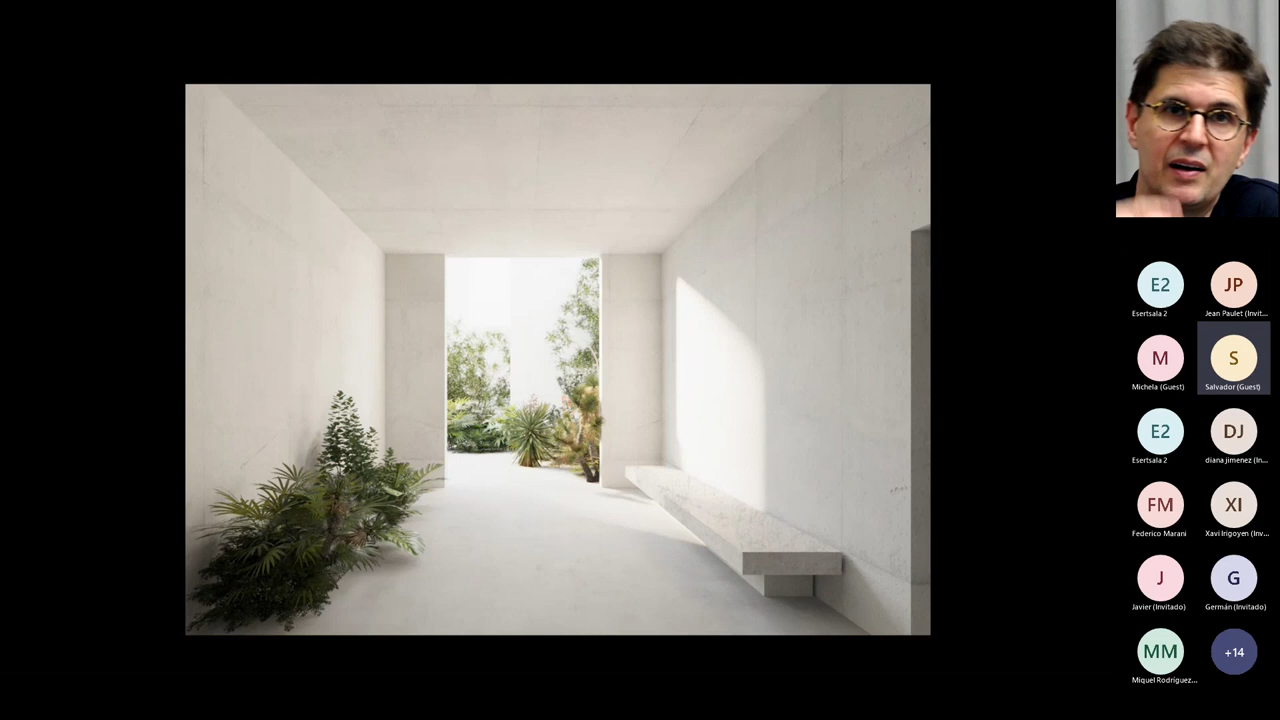 E2
JP
Esertsala 2
Jean Paulet (Invit...
M
S
Michela (Guest)
Salvador (Guest)
E2
DJ
Esertsala 2
diana jimenez (In...
FM
XI
Federico Marani
Xavi Irigoyen (Inv...
J
G
Javier (Invitado)
Germán (Invitado)
MM
+14
Miquel Rodríguez...